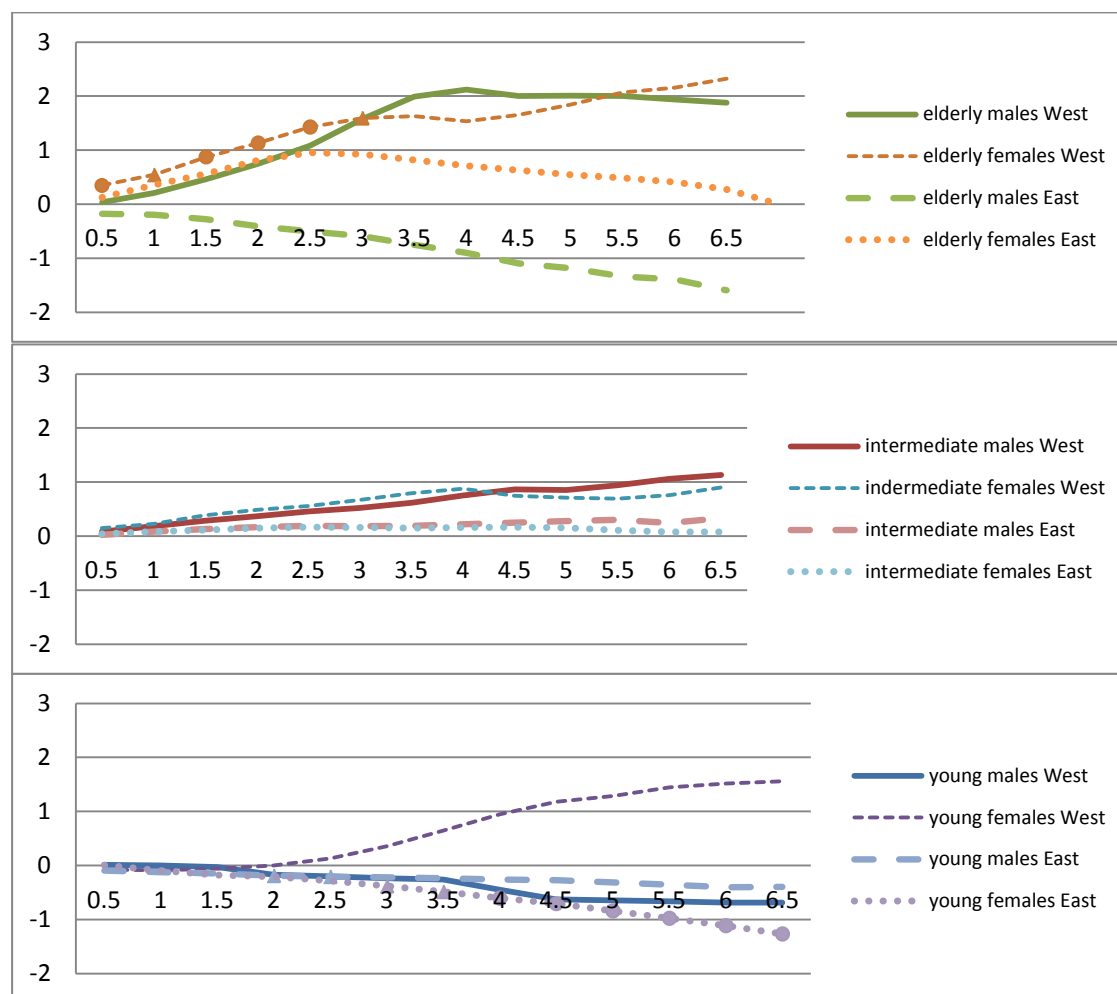 3
2
1
0
-1
-2
0.5 1 1.5 2 2.5 3 3.5 4 4.5 5 5.5 6 6.5
elderly males West
elderly females West
elderly males East
elderly females East
3
2
1
0
-1
-2
0.5 1 1.5 2 2.5 3 3.5 4 4.5 5 5.5 6 6.5
intermediate males West
indermediate females West
intermediate males East
intermediate females East
3
2
1
0
-1
-2
0.5 1 1.5 2 2.5 3 3.5 4 4.5 5 5.5 6 6.5
young males West
young females West
young males East
young females East